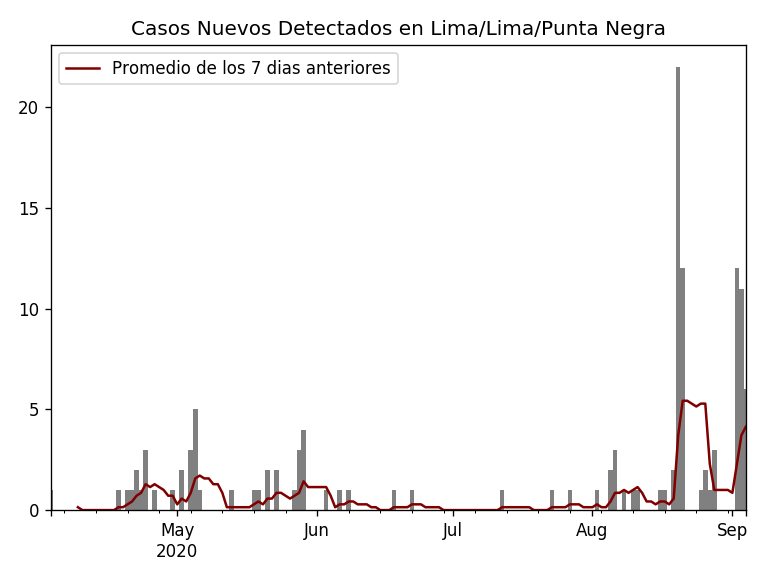 Casos Nuevos Detectados en Lima/Lima/Punta Negra
Promedio de los 7 dias anteriores
20
15
10
5
0
May
2020
Jun
Jul
Aug
Sep